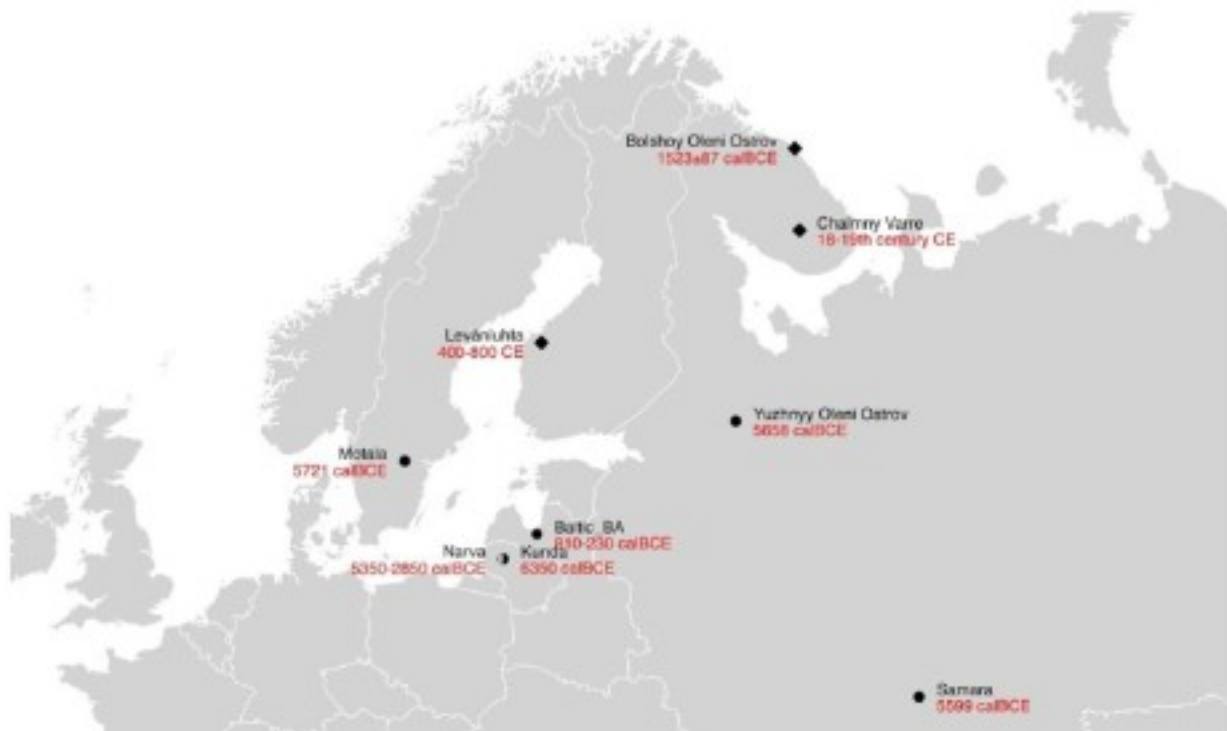 Bolshoy Oleni Ostrov
1523±87 calBCE
Chalmny Varre
18-19th century CE
Levänluhta
400-800 CE
Yuzhnyy Oleni Ostrov
5658 calBCE
Motala
5721 calBCE
Baltic_BA
810-230 calBCE
Narva
5350-2850 calBCE
Kunda
6350 calBCE
Samara
5599 calBCE